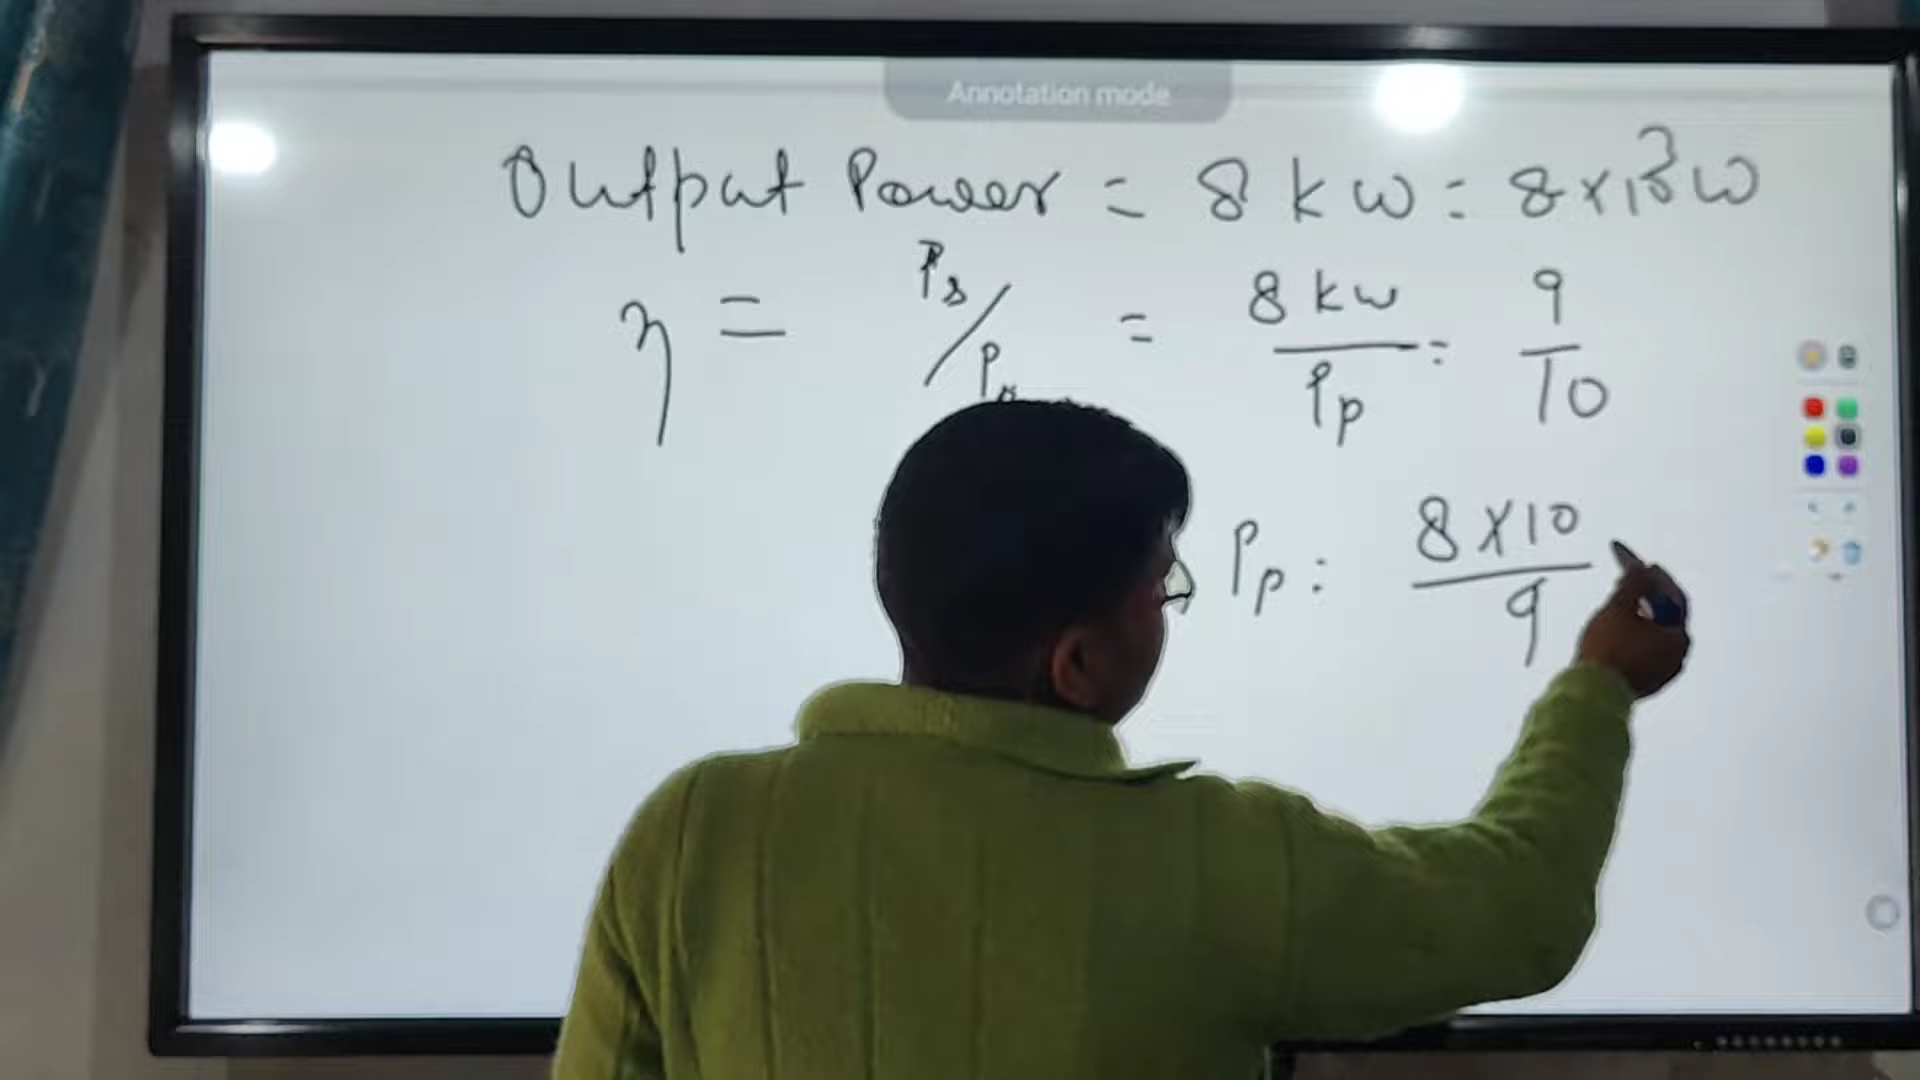 Annotation mode
Output Power = 8 kw = 8×10³w
η = Ps/Pp = 8 kw/Pp = 9/10
Pp = 8×10/9